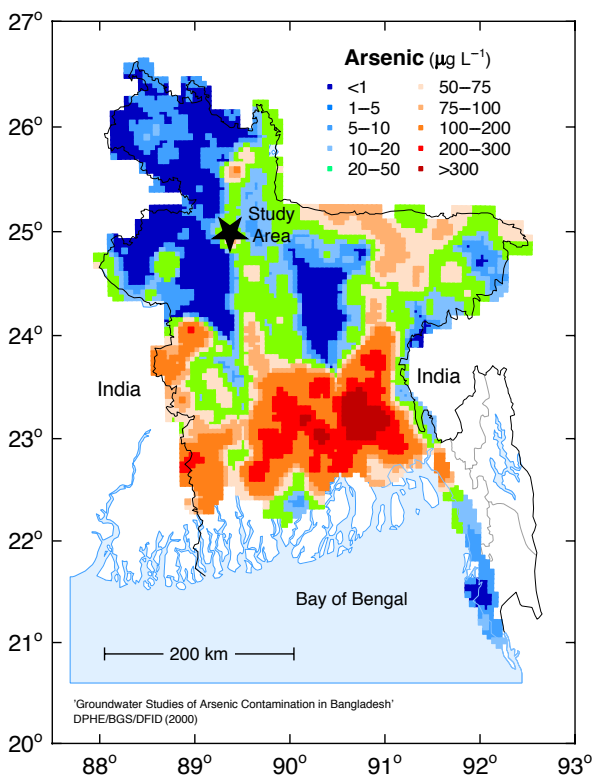 27°
26°
25°
24°
23°
22°
21°
20°
Arsenic (µg L⁻¹)
<1
1–5
5–10
10–20
20–50
50–75
75–100
100–200
200–300
>300
Study
Area
India
India
Bay of Bengal
200 km
'Groundwater Studies of Arsenic Contamination in Bangladesh'
DPHE/BGS/DFID (2000)
88° 89° 90° 91° 92° 93°